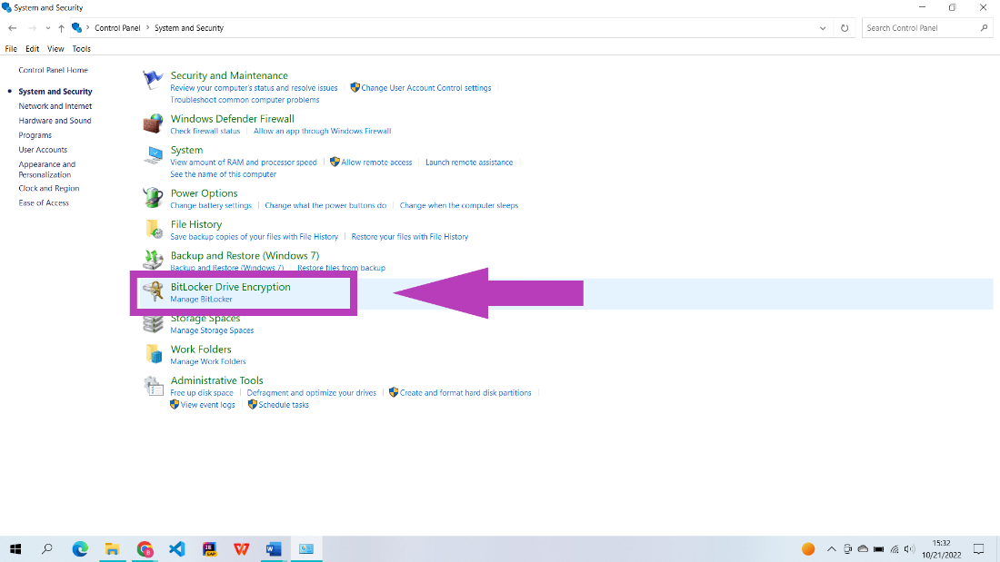 System and Security
Control Panel System and Security
Search Control Panel
File Edit View Tools
Control Panel Home
System and Security
Network and Internet
Hardware and Sound
Programs
User Accounts
Appearance and
Personalization
Clock and Region
Ease of Access
Security and Maintenance
Review your computer's status and resolve issues Change User Account Control settings
Troubleshoot common computer problems
Windows Defender Firewall
Check firewall status Allow an app through Windows Firewall
System
View amount of RAM and processor speed Allow remote access Launch remote assistance
See the name of this computer
Power Options
Change battery settings Change what the power buttons do Change when the computer sleeps
File History
Save backup copies of your files with File History Restore your files with File History
Backup and Restore (Windows 7)
Backup and Restore (Windows 7) Restore files from backup
BitLocker Drive Encryption
Manage BitLocker
Storage Spaces
Manage Storage Spaces
Work Folders
Manage Work Folders
Administrative Tools
Free up disk space Defragment and optimize your drives Create and format hard disk partitions
View event logs Schedule tasks
15:32
10/21/2022